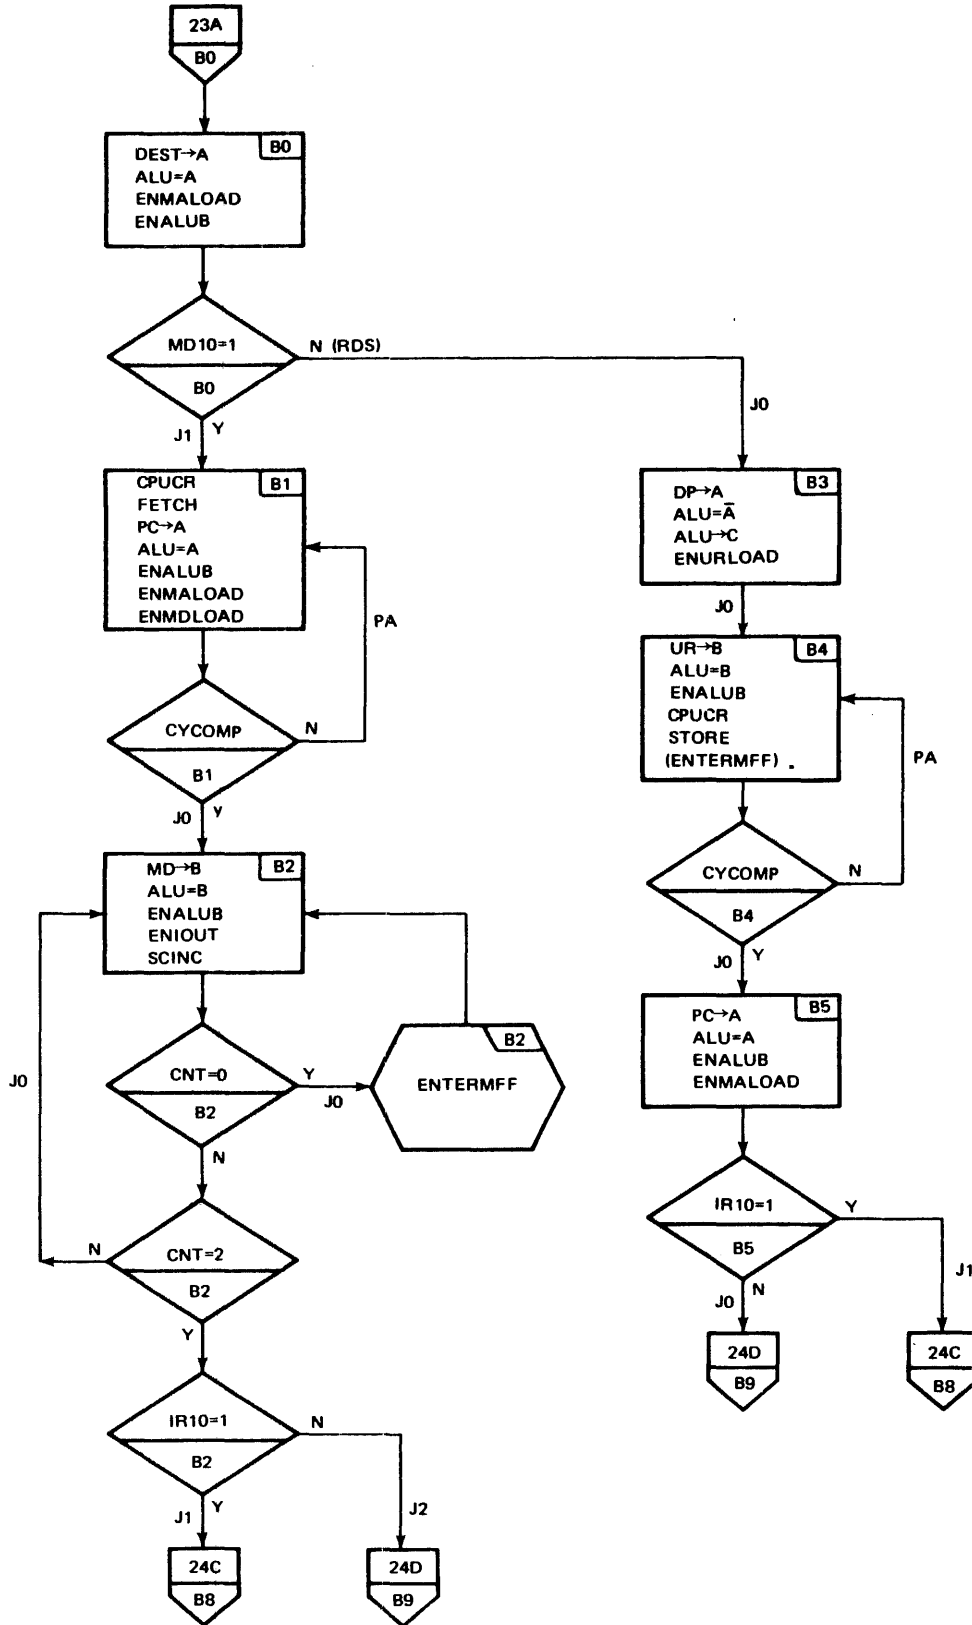 23A
B0
B0
DEST→A
ALU=A
ENMALOAD
ENALUB
MD10=1
B0
N (RDS)
J0
J1
Y
B1
CPUCR
FETCH
PC→A
ALU=A
ENALUB
ENMALOAD
ENMDLOAD
PA
CYCOMP
B1
N
J0
Y
B2
MD→B
ALU=B
ENALUB
ENIOUT
SCINC
J0
CNT=0
B2
Y
J0
B2
ENTERMFF
N
CNT=2
B2
N
Y
IR10=1
B2
N
J2
J1
Y
24C
B8
24D
B9
B3
DP→A
ALU=A̅
ALU→C
ENURLOAD
J0
B4
UR→B
ALU=B
ENALUB
CPUCR
STORE
(ENTERMFF) .
PA
CYCOMP
B4
N
J0
Y
B5
PC→A
ALU=A
ENALUB
ENMALOAD
IR10=1
B5
Y
J1
J0
N
24D
B9
24C
B8